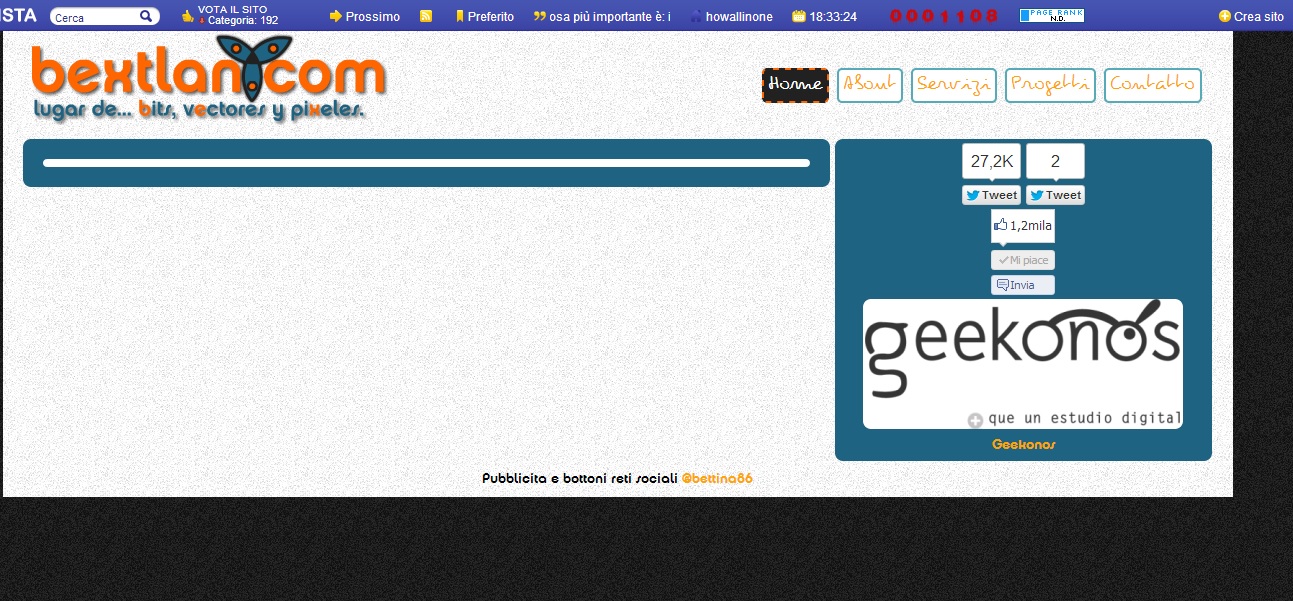 ISTA Cerca VOTA IL SITO Prossimo Preferito osa più importante è: i howallinone 18:33:24 0001108 PAGE RANK Crea sito
Categoria: 192 N.D.
bextlan.com
lugar de... bits, vectores y pixeles.
Home About Servizi Progetti Contatto
27,2K 2
Tweet Tweet
1,2mila
Mi piace
Invia
geekonos
que un estudio digital
Geekonos
Pubblicita e bottoni reti sociali @bettina86